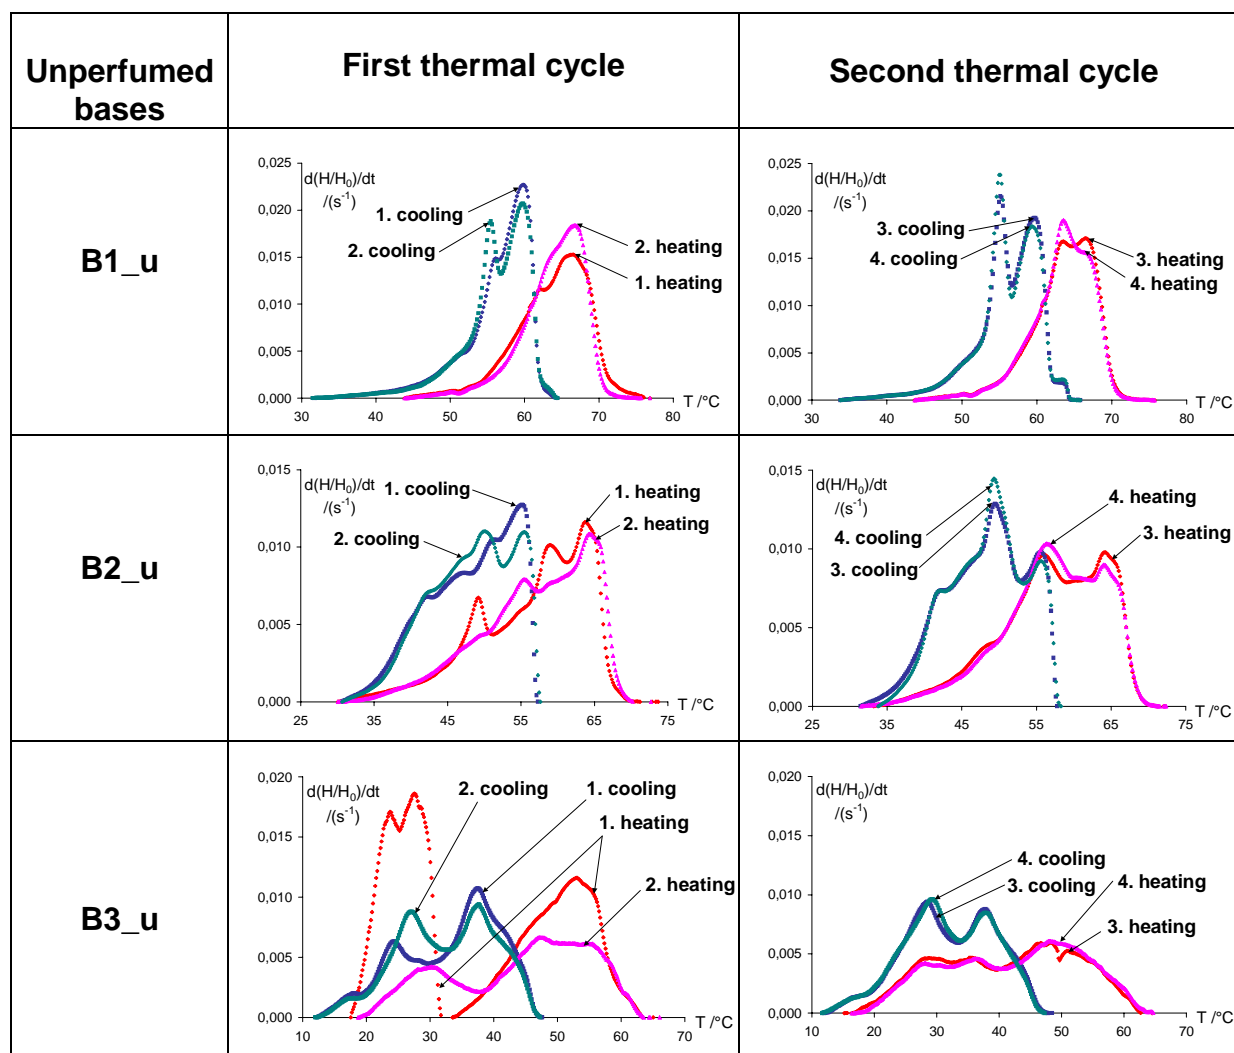 Unperfumed
bases
First thermal cycle
Second thermal cycle
B1_u
0,025
0,020
0,015
0,010
0,005
0,000
d(H/H₀)/dt
/(s⁻¹)
1. cooling
2. cooling
2. heating
1. heating
T /°C
30 40 50 60 70 80
0,025
0,020
0,015
0,010
0,005
0,000
d(H/H₀)/dt
/(s⁻¹)
3. cooling
4. cooling
3. heating
4. heating
T /°C
30 40 50 60 70 80
B2_u
0,015
0,010
0,005
0,000
d(H/H₀)/dt
/(s⁻¹)
1. cooling
2. cooling
1. heating
2. heating
T /°C
25 35 45 55 65 75
0,015
0,010
0,005
0,000
d(H/H₀)/dt
/(s⁻¹)
4. cooling
3. cooling
4. heating
3. heating
T /°C
25 35 45 55 65 75
B3_u
0,020
0,015
0,010
0,005
0,000
d(H/H₀)/dt
/(s⁻¹)
2. cooling
1. cooling
1. heating
2. heating
T /°C
10 20 30 40 50 60 70
0,020
0,015
0,010
0,005
0,000
d(H/H₀)/dt
/(s⁻¹)
4. cooling
3. cooling
4. heating
3. heating
T /°C
10 20 30 40 50 60 70